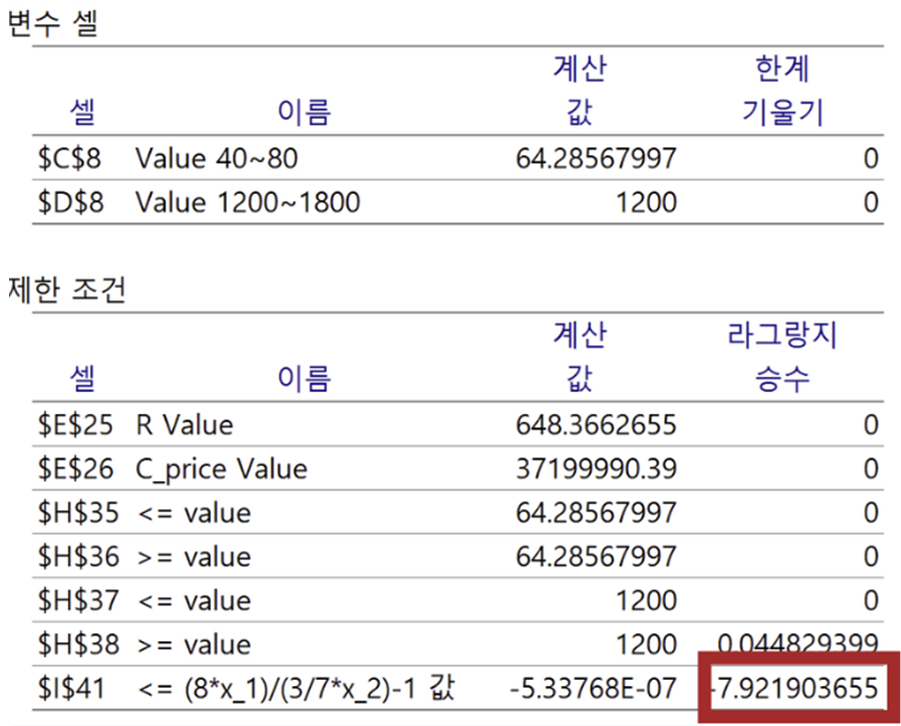 변수 셀
계산 한계
셀 이름 값 기울기
$C$8 Value 40~80 64.28567997 0
$D$8 Value 1200~1800 1200 0
제한 조건
계산 라그랑지
셀 이름 값 승수
$E$25 R Value 648.3662655 0
$E$26 C_price Value 37199990.39 0
$H$35 <= value 64.28567997 0
$H$36 >= value 64.28567997 0
$H$37 <= value 1200 0
$H$38 >= value 1200 0.044829399
$I$41 <= (8*x_1)/(3/7*x_2)-1 값 -5.33768E-07 -7.921903655